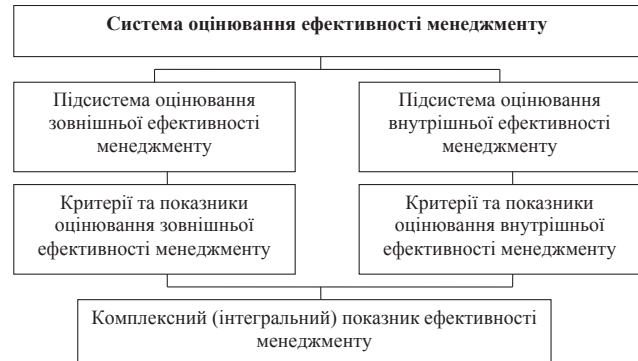 Система оцінювання ефективності менеджменту
Підсистема оцінювання
зовнішньої ефективності
менеджменту
Підсистема оцінювання
внутрішньої ефективності
менеджменту
Критерії та показники
оцінювання зовнішньої
ефективності менеджменту
Критерії та показники
оцінювання внутрішньої
ефективності менеджменту
Комплексний (інтегральний) показник ефективності
менеджменту